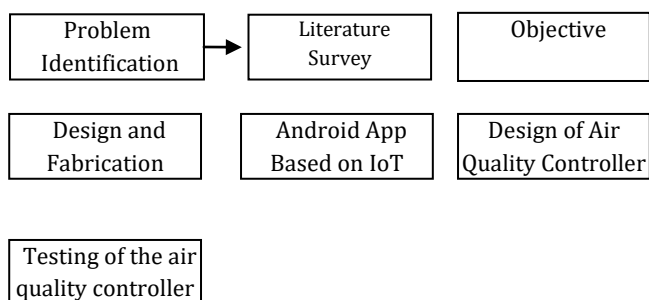 Problem
Identification
Literature
Survey
Objective
Design and
Fabrication
Android App
Based on IoT
Design of Air
Quality Controller
Testing of the air
quality controller